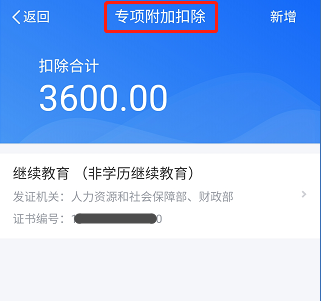 返回 专项附加扣除 新增
扣除合计
3600.00
继续教育 （非学历继续教育）
发证机关：人力资源和社会保障部、财政部
证书编号：1 0